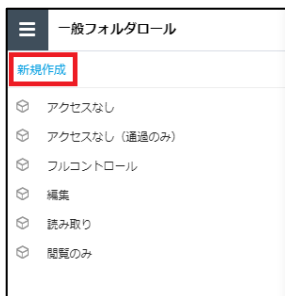 一般フォルダロール
新規作成
アクセスなし
アクセスなし（通過のみ）
フルコントロール
編集
読み取り
閲覧のみ